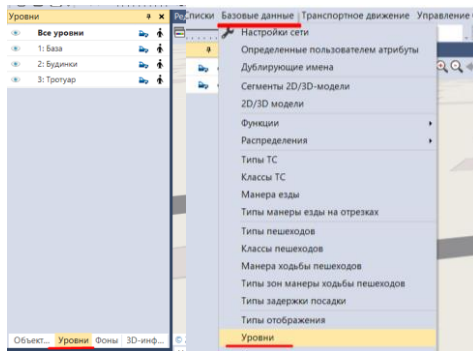 Уровни
Все уровни
1: База
2: Будинки
3: Тротуар
Объект... Уровни Фоны 3D-инф...
Списки Базовые данные Транспортное движение Управление
Настройки сети
Определенные пользователем атрибуты
Дублирующие имена
Сегменты 2D/3D-модели
2D/3D модели
Функции
Распределения
Типы ТС
Классы ТС
Манера езды
Типы манеры езды на отрезках
Типы пешеходов
Классы пешеходов
Манера ходьбы пешеходов
Типы зон манеры ходьбы пешеходов
Типы задержки посадки
Типы отображения
Уровни